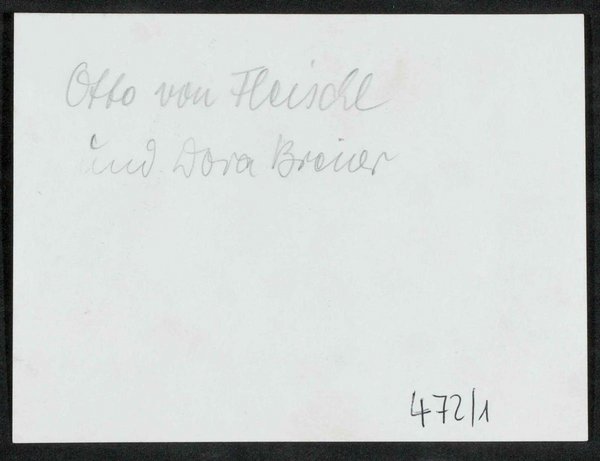 Otto von Fleischl
und Dora Breuer
472/1